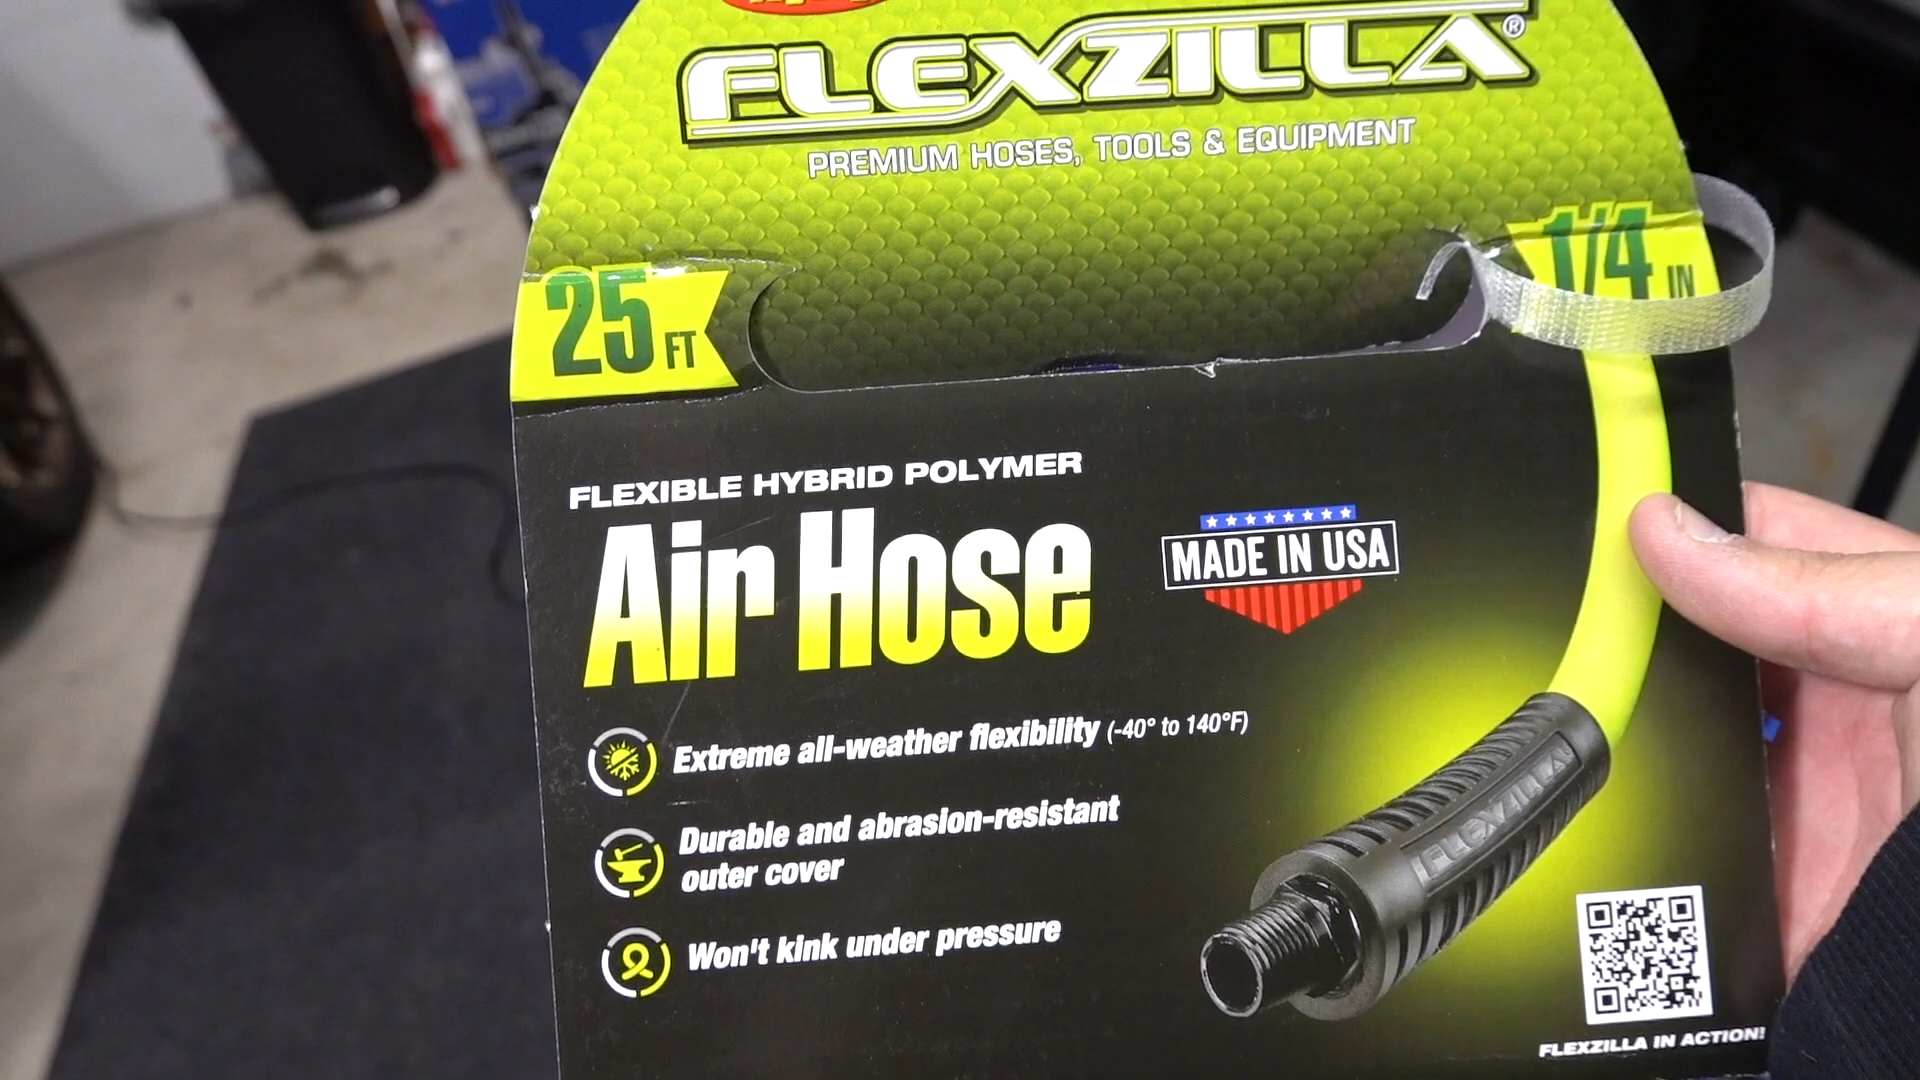 FLEXZILLA®
PREMIUM HOSES, TOOLS & EQUIPMENT
25 FT
1/4 IN
FLEXIBLE HYBRID POLYMER
Air Hose
MADE IN USA
Extreme all-weather flexibility (-40° to 140°F)
Durable and abrasion-resistant
outer cover
Won't kink under pressure
FLEXZILLA
FLEXZILLA IN ACTION!